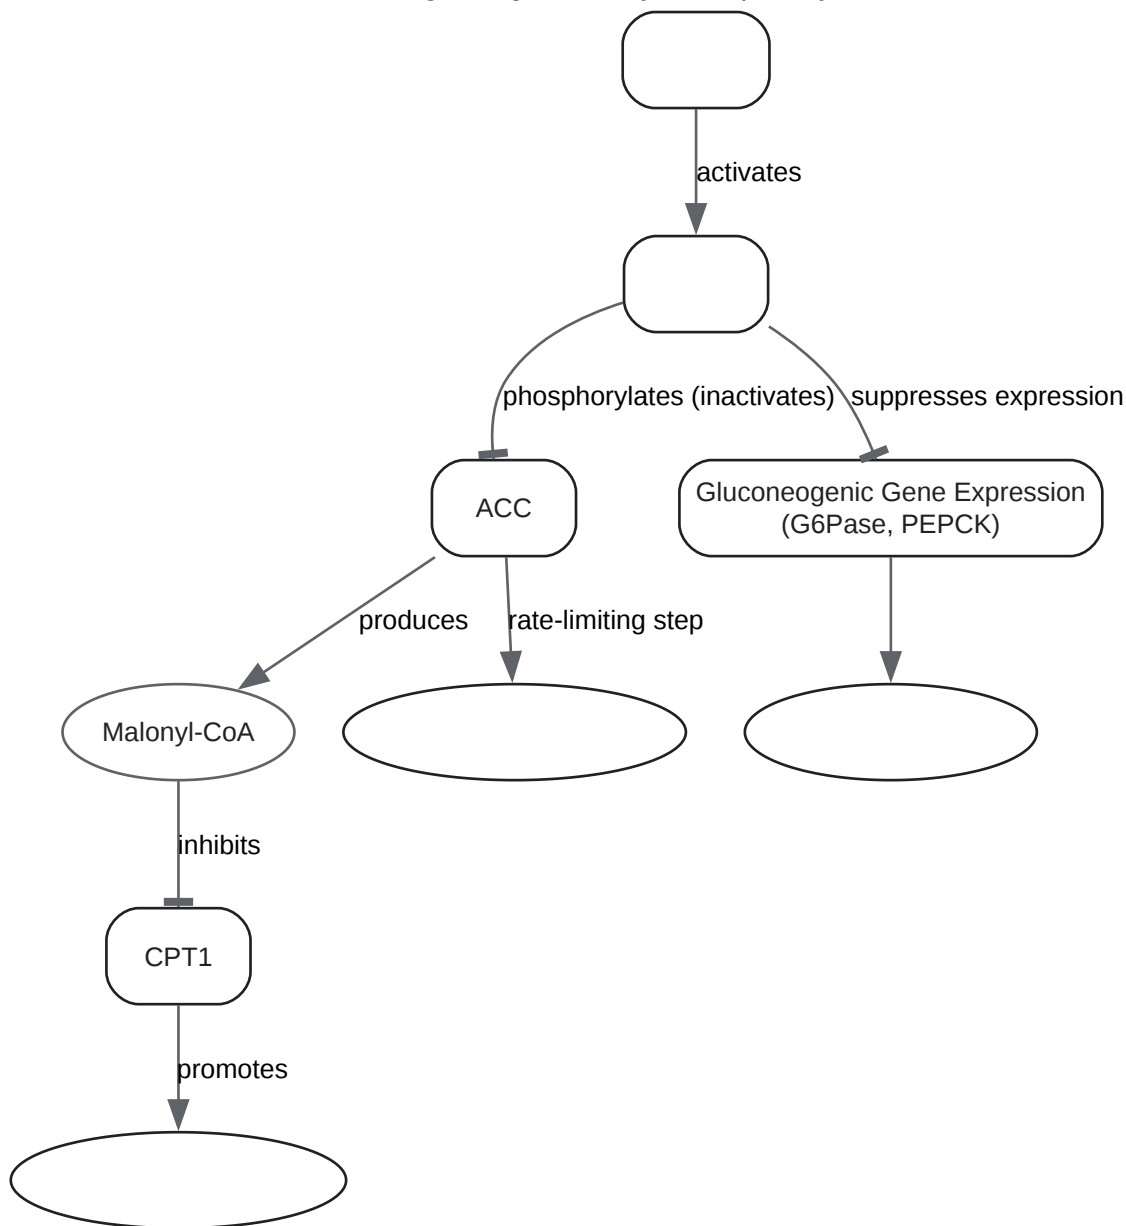 activates
phosphorylates (inactivates)
suppresses expression
ACC
Gluconeogenic Gene Expression
(G6Pase, PEPCK)
produces
rate-limiting step
Malonyl-CoA
inhibits
CPT1
promotes